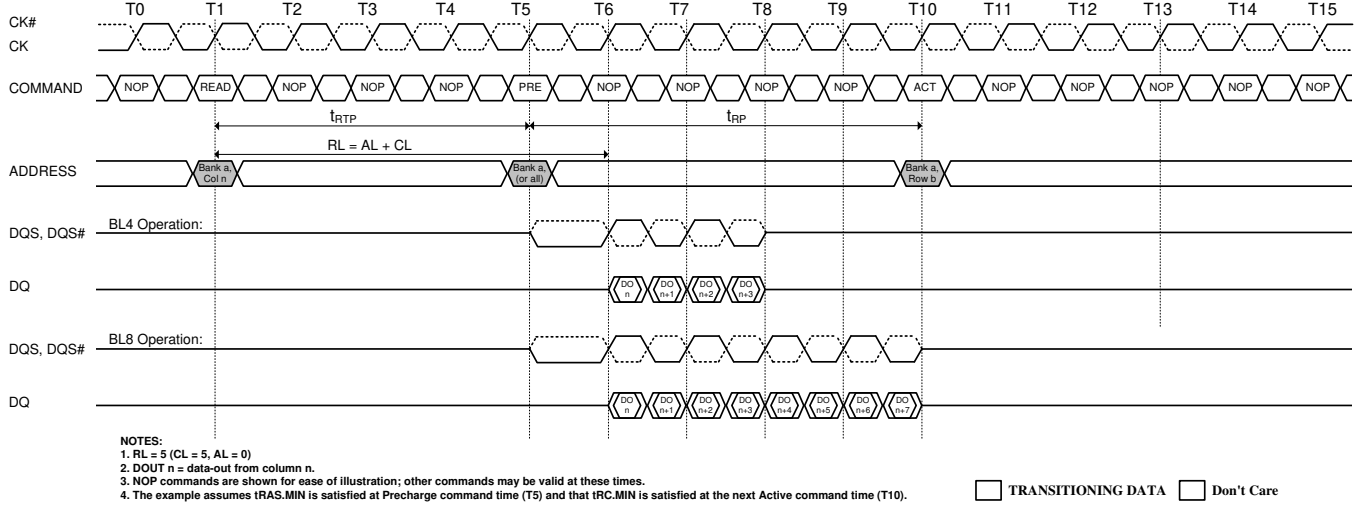 T0 T1 T2 T3 T4 T5 T6 T7 T8 T9 T10 T11 T12 T13 T14 T15
CK#
CK
COMMAND NOP READ NOP NOP NOP PRE NOP NOP NOP NOP ACT NOP NOP NOP NOP NOP
tRTP tRP
RL = AL + CL
ADDRESS Bank a, Col n Bank a, (or all) Bank a, Row b
BL4 Operation:
DQS, DQS#
DQ DO n DO n+1 DO n+2 DO n+3
BL8 Operation:
DQS, DQS#
DQ DO n DO n+1 DO n+2 DO n+3 DO n+4 DO n+5 DO n+6 DO n+7
NOTES:
1. RL = 5 (CL = 5, AL = 0)
2. DOUT n = data-out from column n.
3. NOP commands are shown for ease of illustration; other commands may be valid at these times.
4. The example assumes tRAS.MIN is satisfied at Precharge command time (T5) and that tRC.MIN is satisfied at the next Active command time (T10).
TRANSITIONING DATA Don't Care